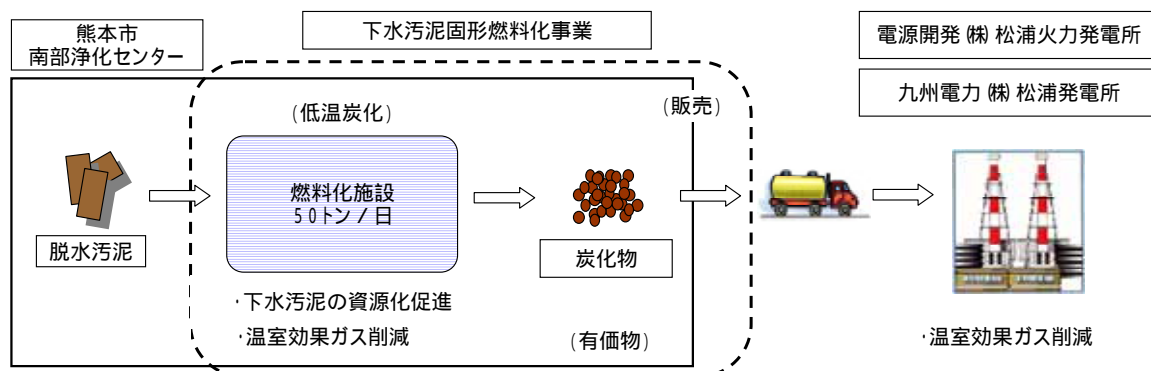 熊本市
南部浄化センター
下水汚泥固形燃料化事業
電源開発㈱松浦火力発電所
九州電力㈱松浦発電所
(低温炭化)
(販売)
燃料化施設
50トン/日
脱水汚泥
炭化物
・下水汚泥の資源化促進
・温室効果ガス削減
(有価物)
・温室効果ガス削減